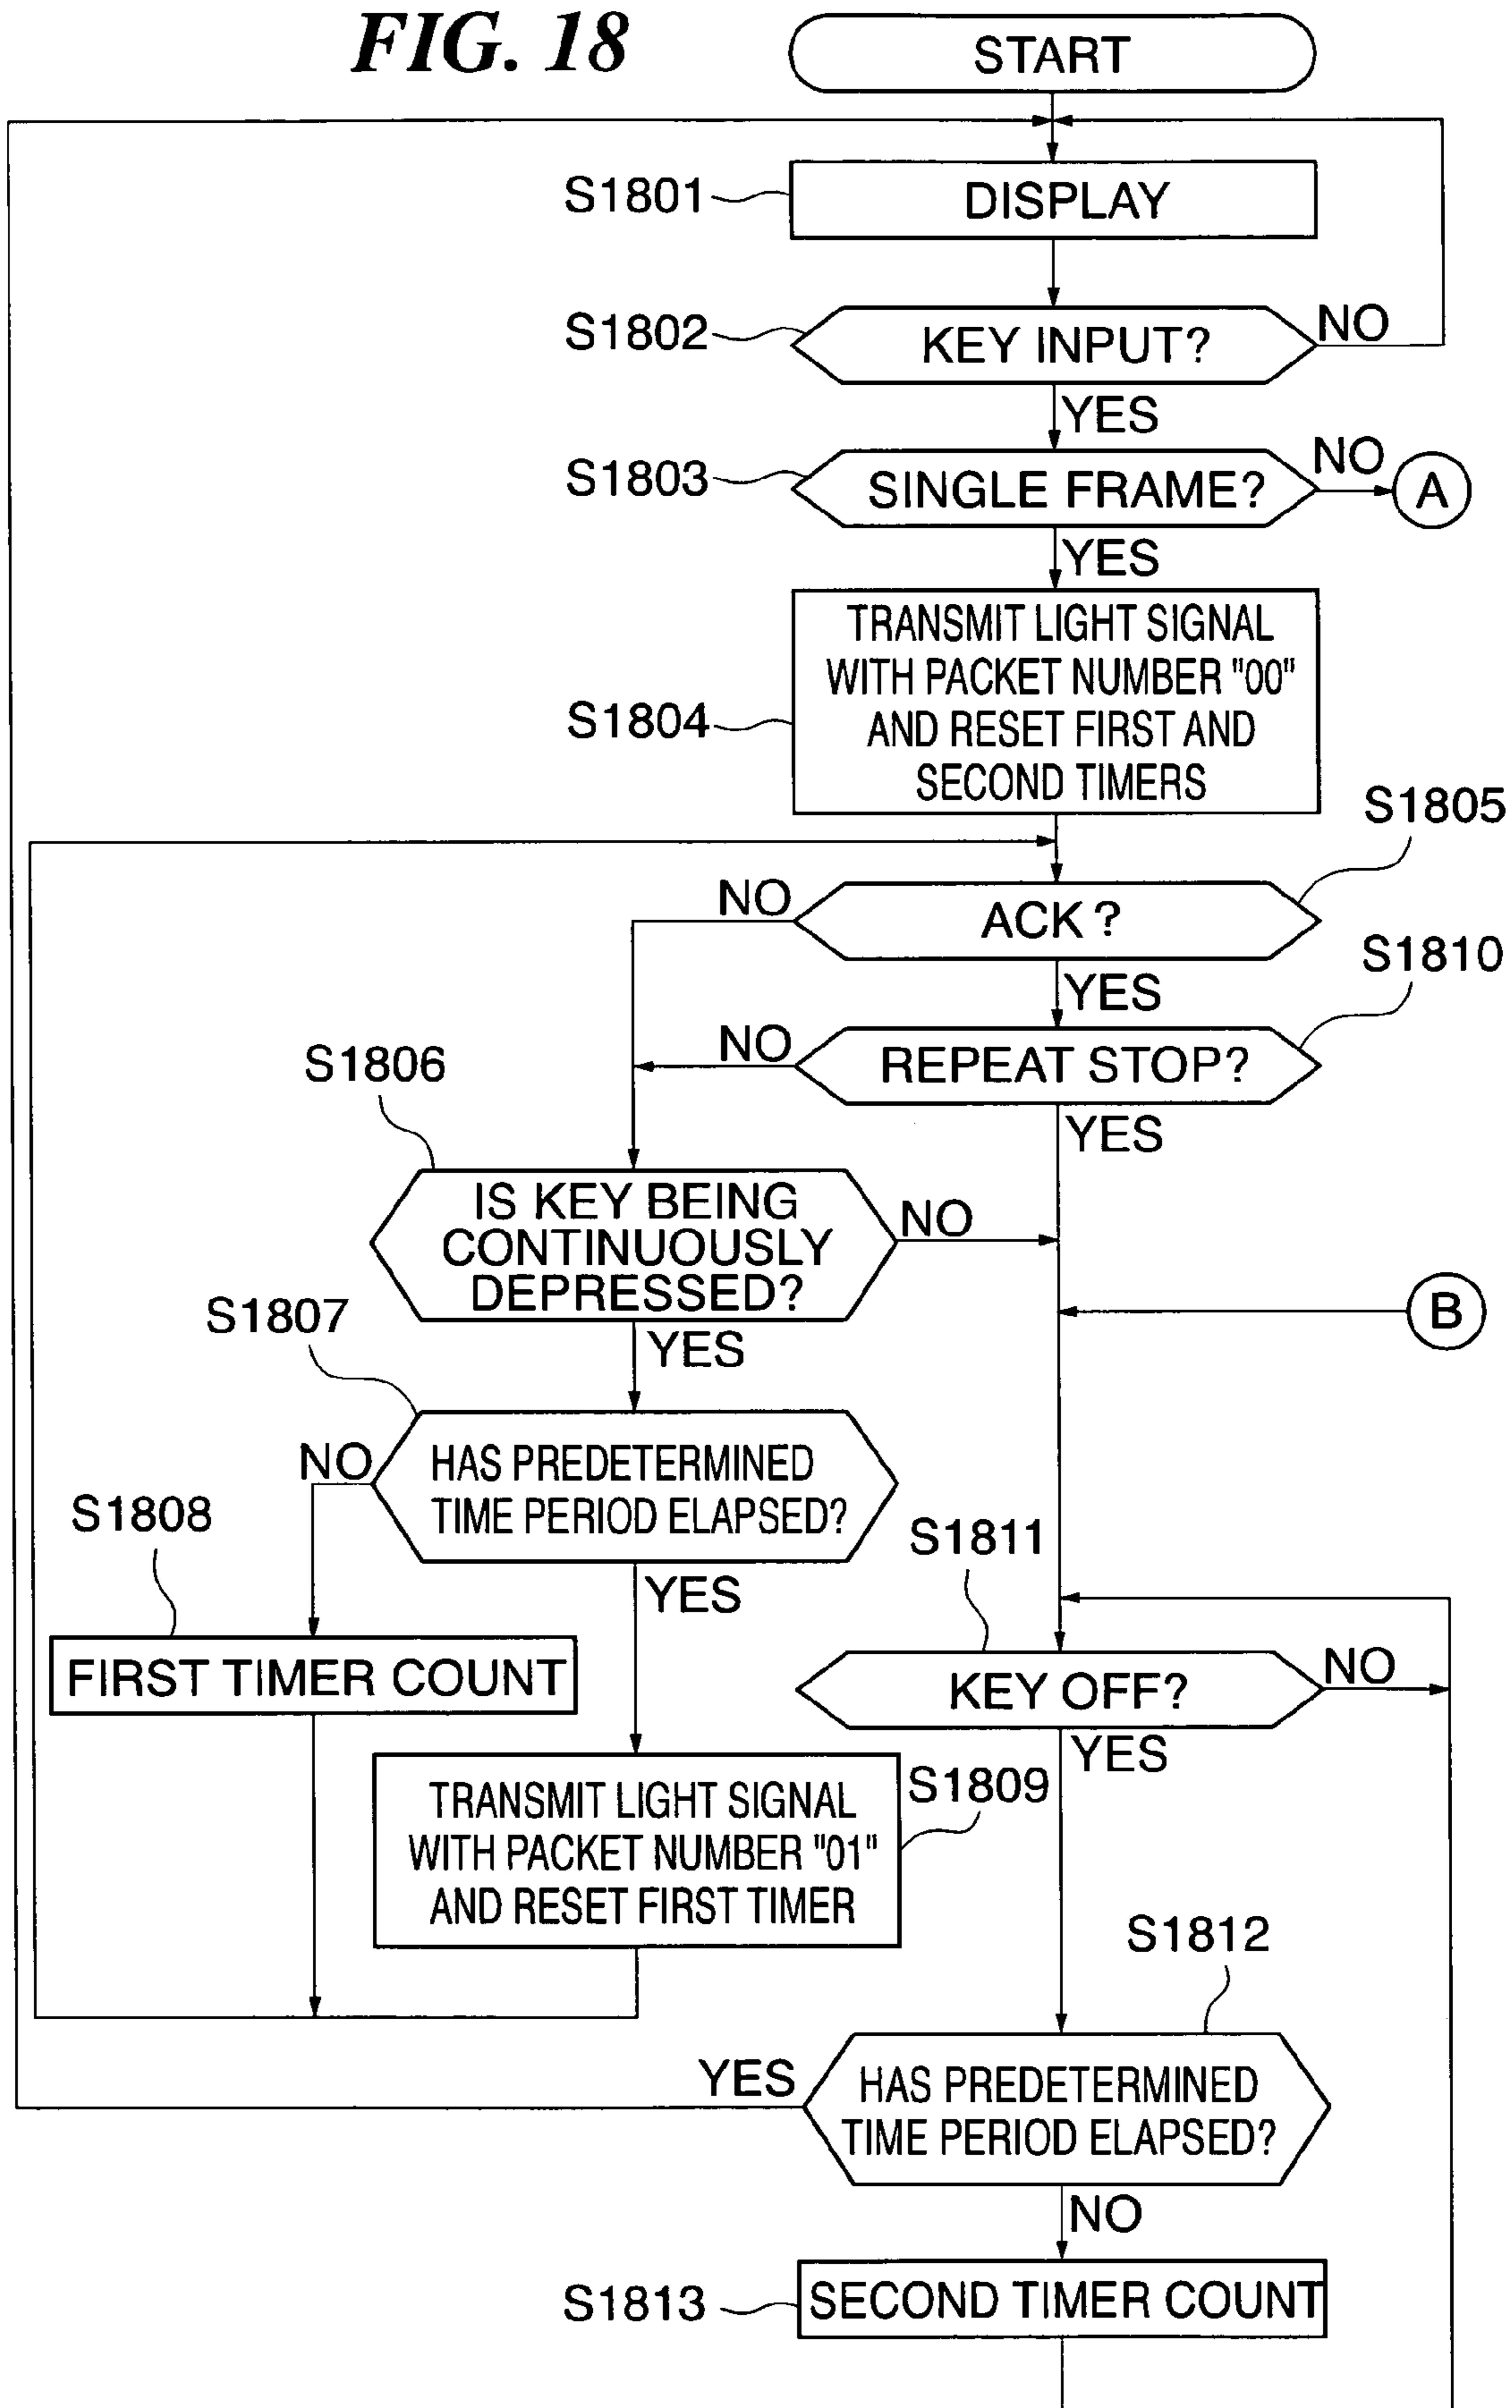 FIG. 18
START
S1801
DISPLAY
S1802
KEY INPUT?
NO
YES
S1803
SINGLE FRAME?
NO
A
YES
S1804
TRANSMIT LIGHT SIGNAL
WITH PACKET NUMBER "00"
AND RESET FIRST AND
SECOND TIMERS
S1805
NO
ACK ?
YES
S1810
NO
REPEAT STOP?
YES
S1806
IS KEY BEING
CONTINUOUSLY
DEPRESSED?
NO
B
YES
S1807
NO
HAS PREDETERMINED
TIME PERIOD ELAPSED?
YES
S1808
FIRST TIMER COUNT
S1811
KEY OFF?
NO
YES
S1809
TRANSMIT LIGHT SIGNAL
WITH PACKET NUMBER "01"
AND RESET FIRST TIMER
S1812
YES
HAS PREDETERMINED
TIME PERIOD ELAPSED?
NO
S1813
SECOND TIMER COUNT